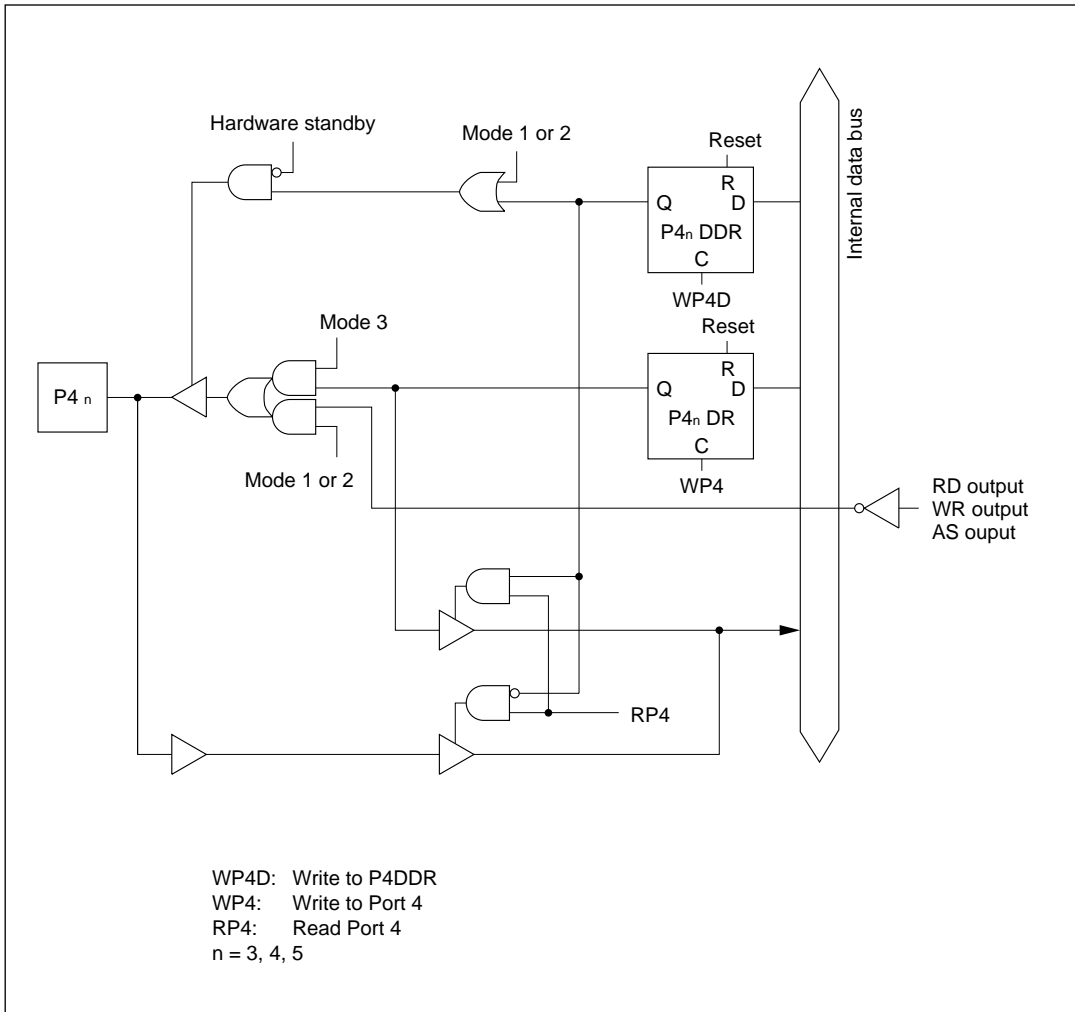 Hardware standby
Mode 1 or 2
Reset
R
Q D
P4n DDR
C
WP4D
Internal data bus
Mode 3
Reset
R
Q D
P4n DR
C
WP4
P4 n
Mode 1 or 2
RD output
WR output
AS ouput
RP4
WP4D: Write to P4DDR
WP4: Write to Port 4
RP4: Read Port 4
n = 3, 4, 5